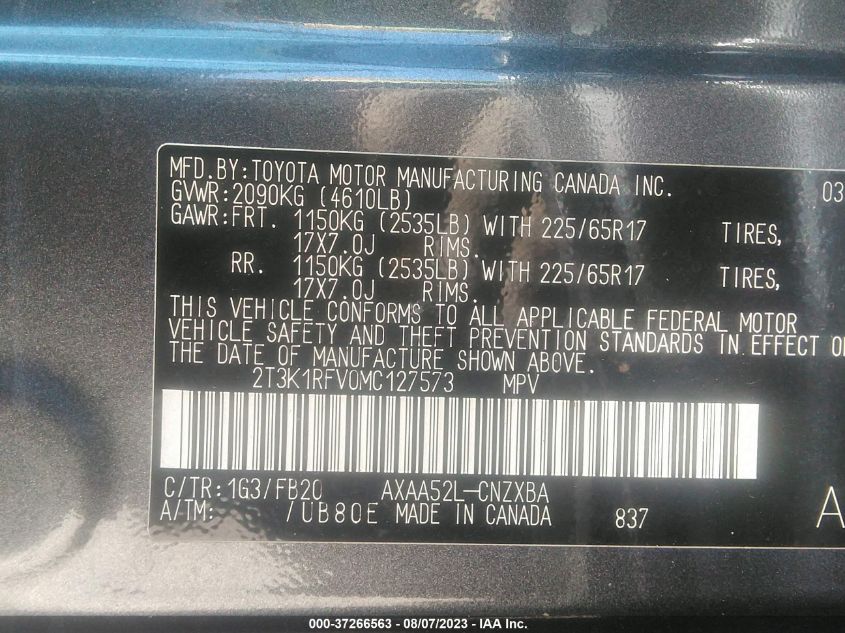 MFD.BY:TOYOTA MOTOR MANUFACTURING CANADA INC. 03
GVWR:2090KG (4610LB)
GAWR:FRT. 1150KG (2535LB) WITH 225/65R17 TIRES,
17X7.0J RIMS.
RR. 1150KG (2535LB) WITH 225/65R17 TIRES,
17X7.0J RIMS.
THIS VEHICLE CONFORMS TO ALL APPLICABLE FEDERAL MOTOR
VEHICLE SAFETY AND THEFT PREVENTION STANDARDS IN EFFECT O
THE DATE OF MANUFACTURE SHOWN ABOVE.
2T3K1RFV0MC127573 MPV
C/TR:1G3/FB20 AXAA52L-CNZXBA
A/TM: /UB80E MADE IN CANADA 837 A
000-37266563 - 08/07/2023 - IAA Inc.